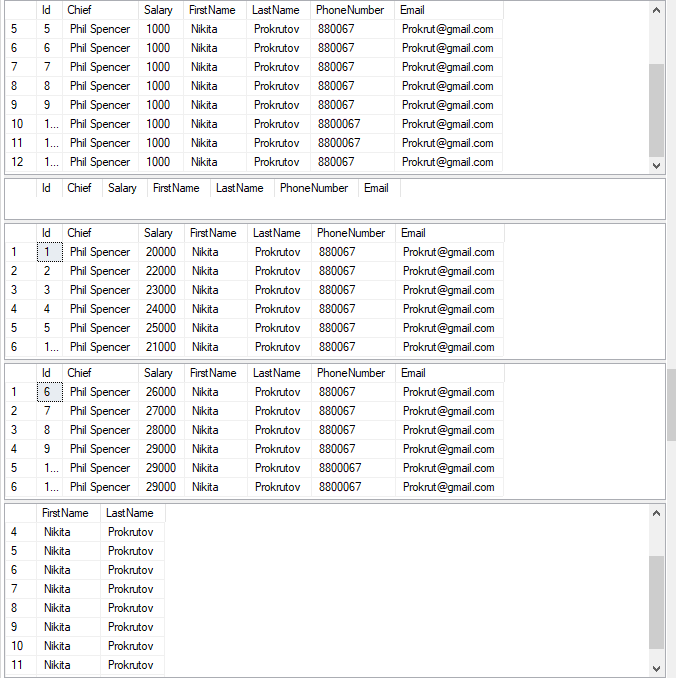 Id Chief Salary FirstName LastName PhoneNumber Email
5 5 Phil Spencer 1000 Nikita Prokrutov 880067 Prokrut@gmail.com
6 6 Phil Spencer 1000 Nikita Prokrutov 880067 Prokrut@gmail.com
7 7 Phil Spencer 1000 Nikita Prokrutov 880067 Prokrut@gmail.com
8 8 Phil Spencer 1000 Nikita Prokrutov 880067 Prokrut@gmail.com
9 9 Phil Spencer 1000 Nikita Prokrutov 880067 Prokrut@gmail.com
10 1... Phil Spencer 1000 Nikita Prokrutov 8800067 Prokrut@gmail.com
11 1... Phil Spencer 1000 Nikita Prokrutov 8800067 Prokrut@gmail.com
12 1... Phil Spencer 1000 Nikita Prokrutov 880067 Prokrut@gmail.com
Id Chief Salary FirstName LastName PhoneNumber Email
Id Chief Salary FirstName LastName PhoneNumber Email
1 1 Phil Spencer 20000 Nikita Prokrutov 880067 Prokrut@gmail.com
2 2 Phil Spencer 22000 Nikita Prokrutov 880067 Prokrut@gmail.com
3 3 Phil Spencer 23000 Nikita Prokrutov 880067 Prokrut@gmail.com
4 4 Phil Spencer 24000 Nikita Prokrutov 880067 Prokrut@gmail.com
5 5 Phil Spencer 25000 Nikita Prokrutov 880067 Prokrut@gmail.com
6 1... Phil Spencer 21000 Nikita Prokrutov 880067 Prokrut@gmail.com
Id Chief Salary FirstName LastName PhoneNumber Email
1 6 Phil Spencer 26000 Nikita Prokrutov 880067 Prokrut@gmail.com
2 7 Phil Spencer 27000 Nikita Prokrutov 880067 Prokrut@gmail.com
3 8 Phil Spencer 28000 Nikita Prokrutov 880067 Prokrut@gmail.com
4 9 Phil Spencer 29000 Nikita Prokrutov 880067 Prokrut@gmail.com
5 1... Phil Spencer 29000 Nikita Prokrutov 8800067 Prokrut@gmail.com
6 1... Phil Spencer 29000 Nikita Prokrutov 8800067 Prokrut@gmail.com
FirstName LastName
4 Nikita Prokrutov
5 Nikita Prokrutov
6 Nikita Prokrutov
7 Nikita Prokrutov
8 Nikita Prokrutov
9 Nikita Prokrutov
10 Nikita Prokrutov
11 Nikita Prokrutov